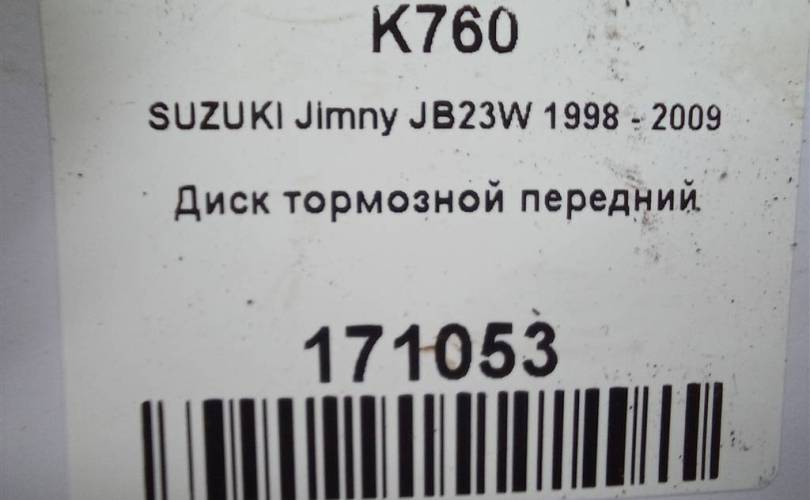 K760
SUZUKI Jimny JB23W 1998 - 2009
Диск тормозной передний
171053